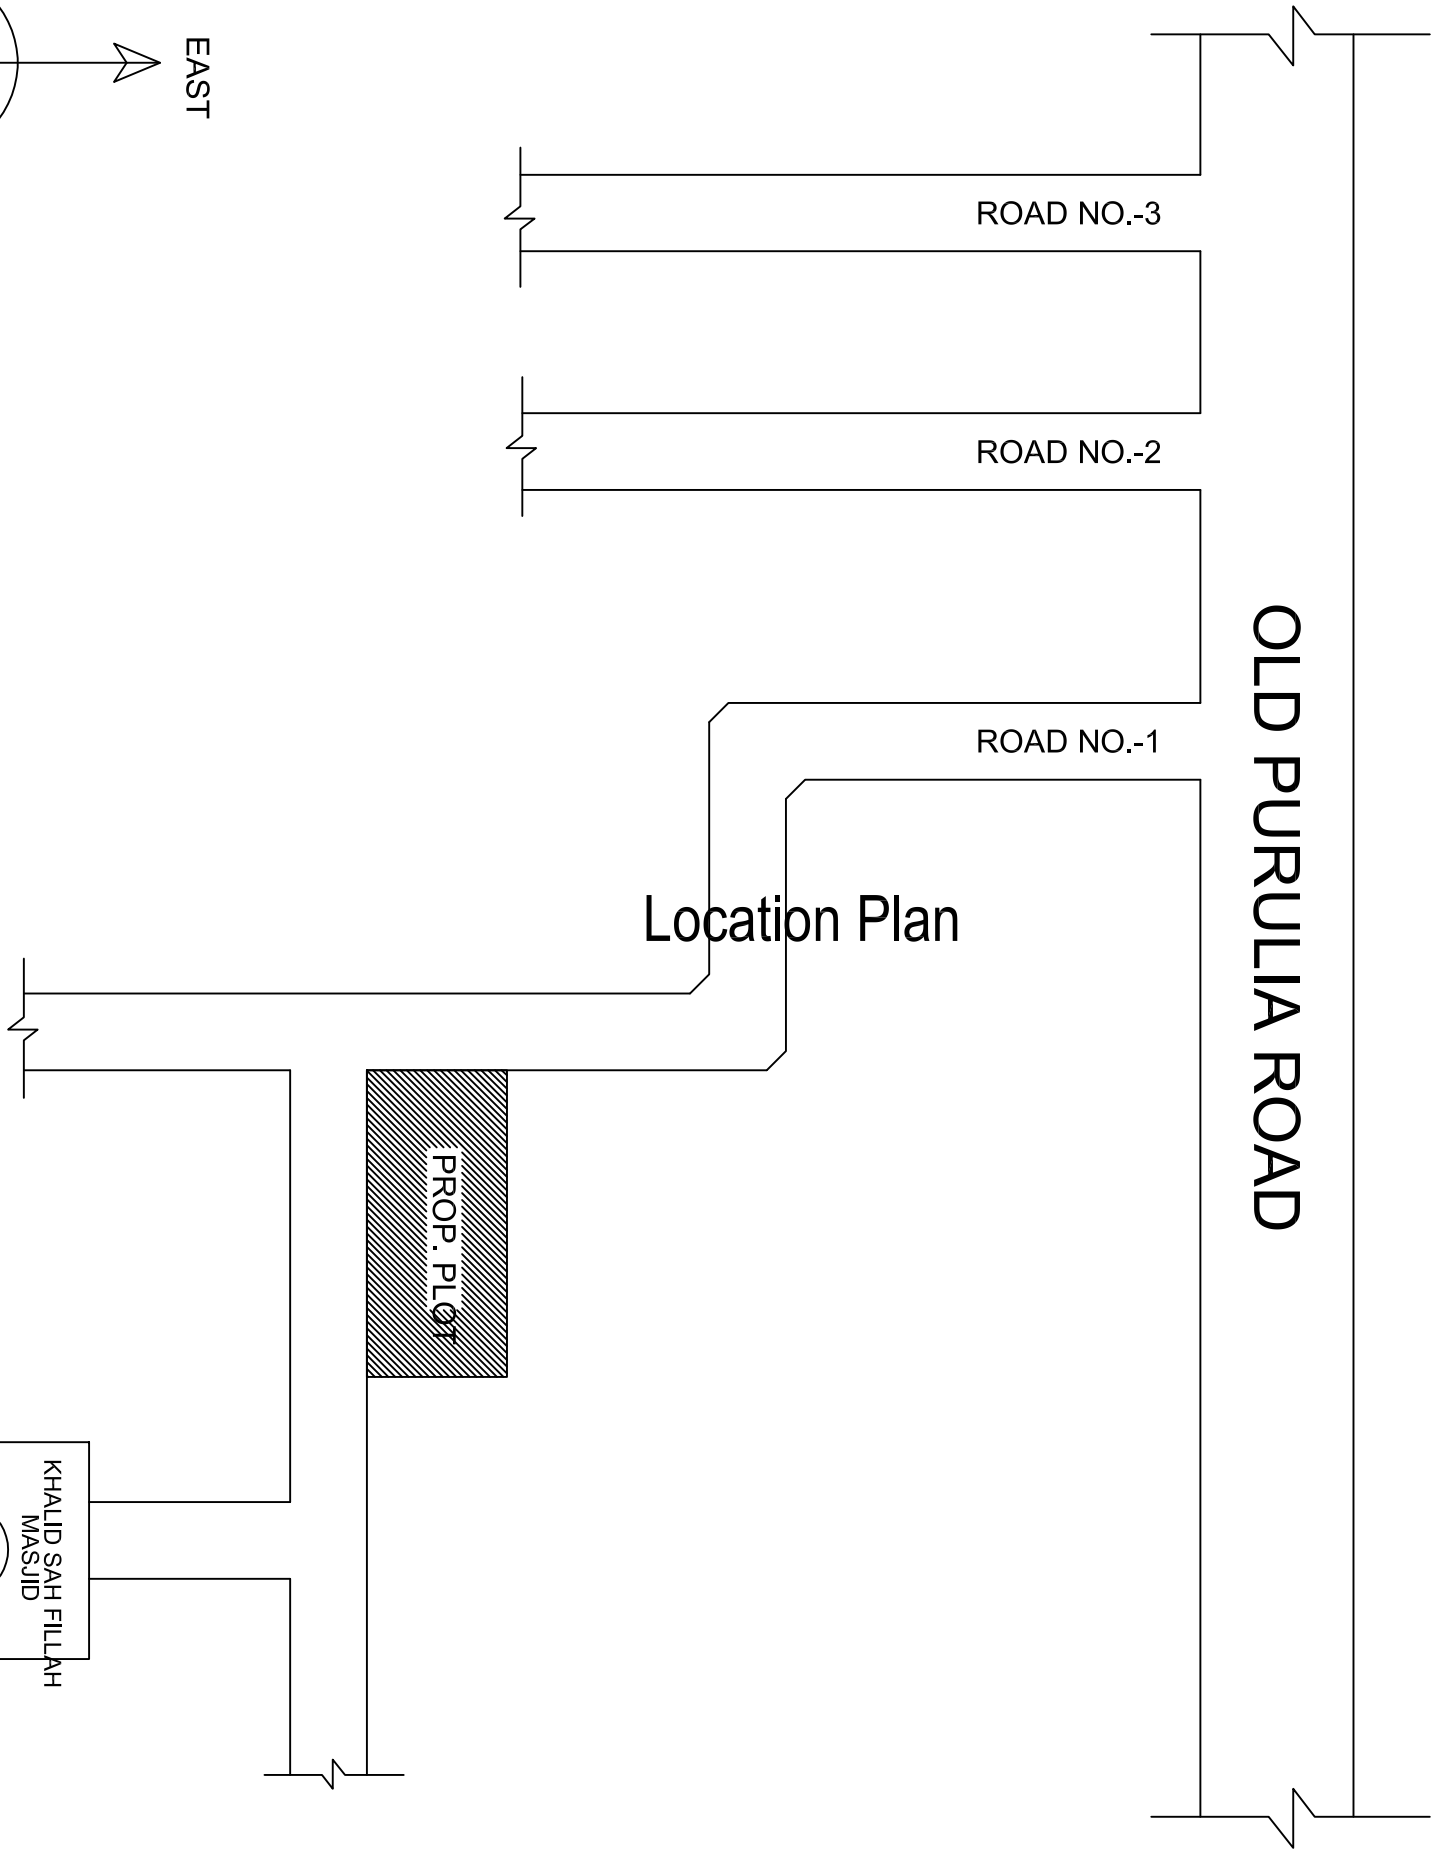 EAST
ROAD NO.-3
ROAD NO.-2
ROAD NO.-1
OLD PURULIA ROAD
Location Plan
PROP. PLOT
KHALID SAH FILLAH
MASJID